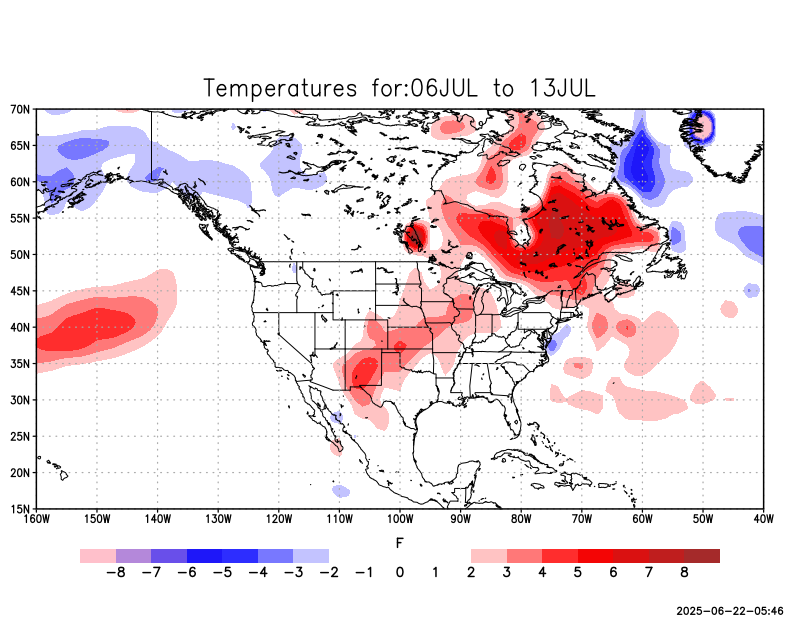 Temperatures for:06JUL to 13JUL
70N
65N
60N
55N
50N
45N
40N
35N
30N
25N
20N
15N
160W 150W 140W 130W 120W 110W 100W 90W 80W 70W 60W 50W 40W
F
-8 -7 -6 -5 -4 -3 -2 -1 0 1 2 3 4 5 6 7 8
2025-06-22-05:46